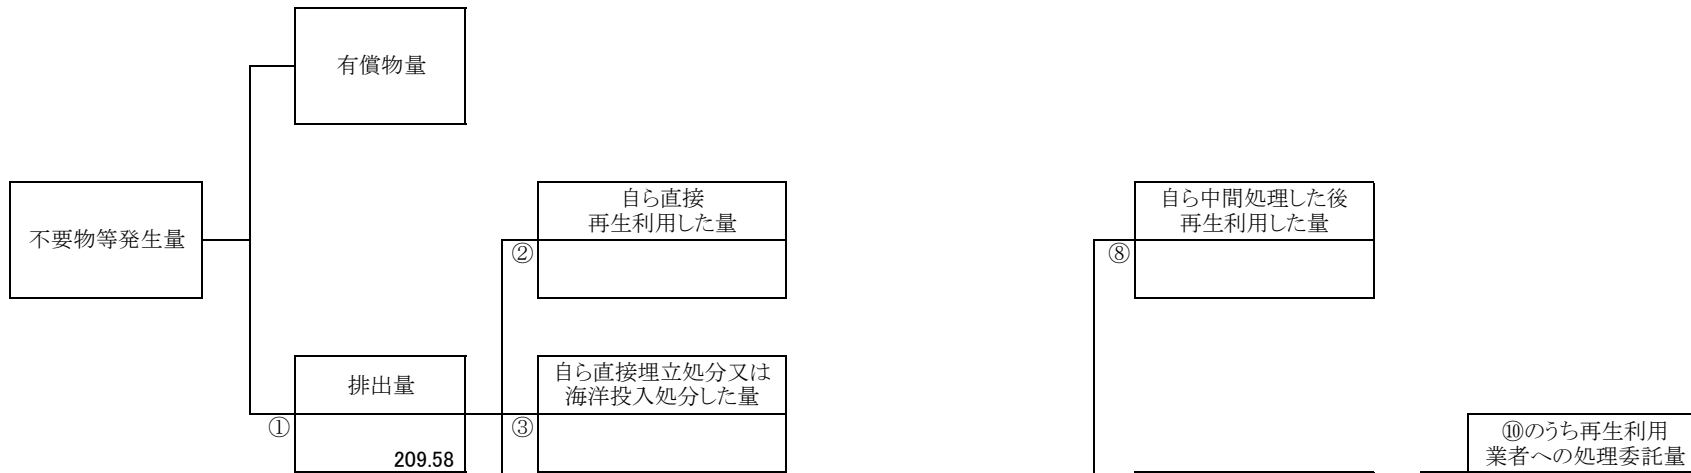 有償物量
不要物等発生量
自ら直接
再生利用した量
②
自ら中間処理した後
再生利用した量
⑧
排出量
①
209.58
自ら直接埋立処分又は
海洋投入処分した量
③
⑩のうち再生利用
業者への処理委託量